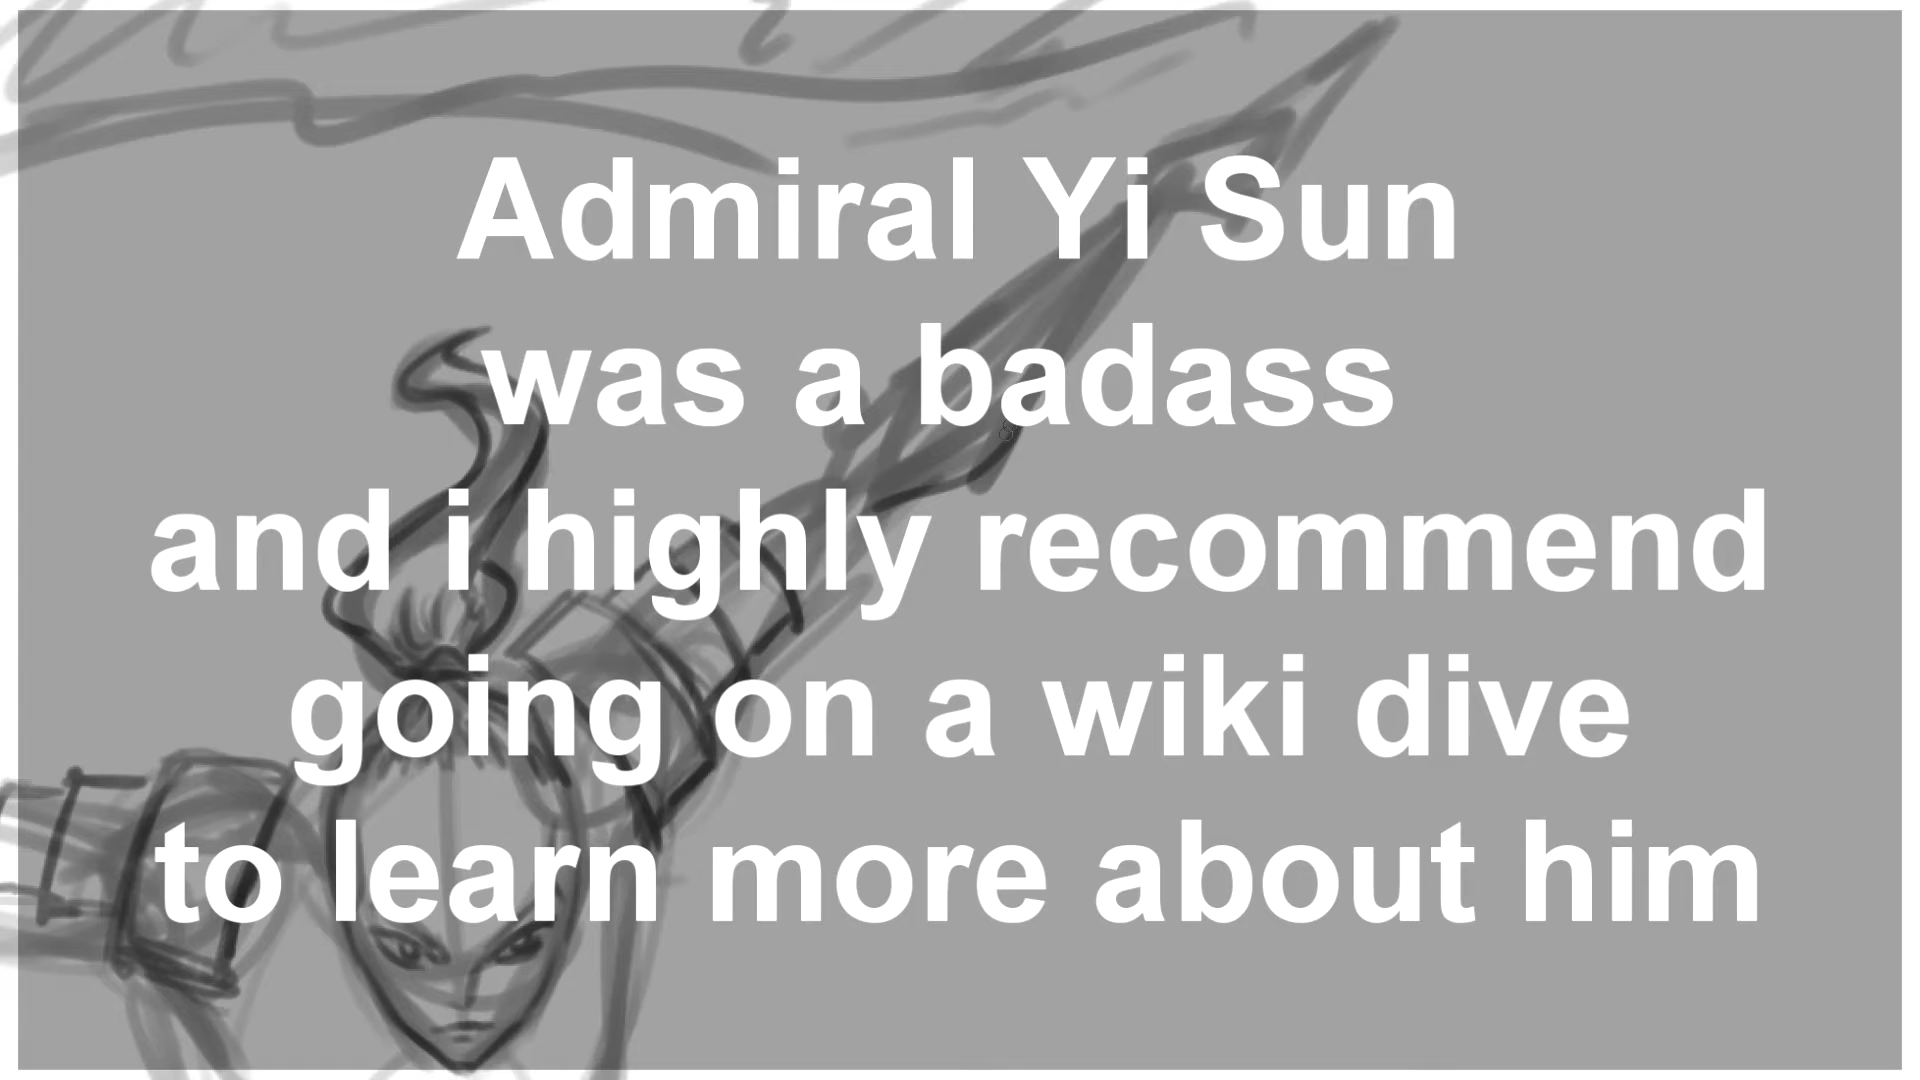 Admiral Yi Sun
was a badass
and i highly recommend
going on a wiki dive
to learn more about him